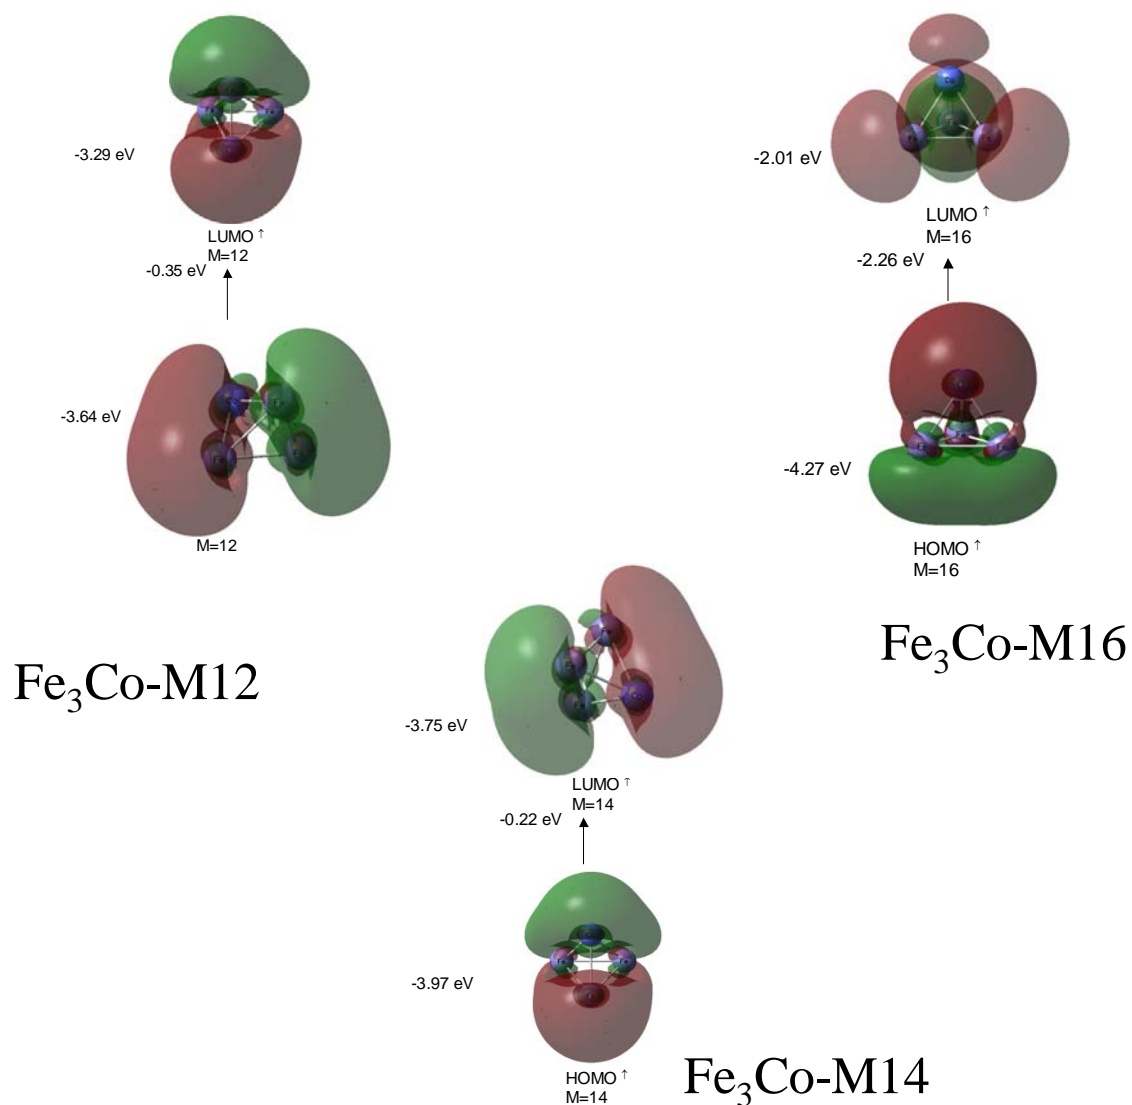 -3.29 eV
LUMO ↑
M=12
-0.35 eV
-3.64 eV
M=12
Fe₃Co-M12
-2.01 eV
LUMO ↑
M=16
-2.26 eV
-4.27 eV
HOMO ↑
M=16
Fe₃Co-M16
-3.75 eV
LUMO ↑
M=14
-0.22 eV
-3.97 eV
HOMO ↑
M=14
Fe₃Co-M14